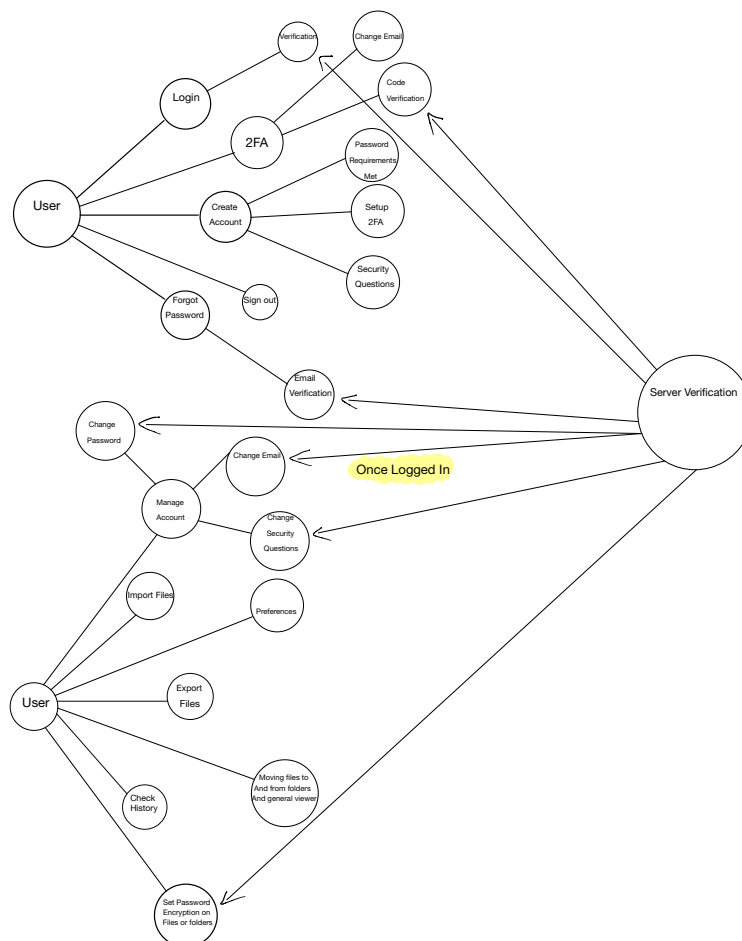 Verification
Change Email
Login
Code
Verification
2FA
Password
Requirements
Met
User
Create
Account
Setup
2FA
Security
Questions
Sign out
Forgot
Password
Email
Verification
Server Verification
Change
Password
Change Email
Once Logged In
Manage
Account
Change
Security
Questions
Import Files
Preferences
User
Export
Files
Moving files to
And from folders
And general viewer
Check
History
Set Password
Encryption on
Files or folders